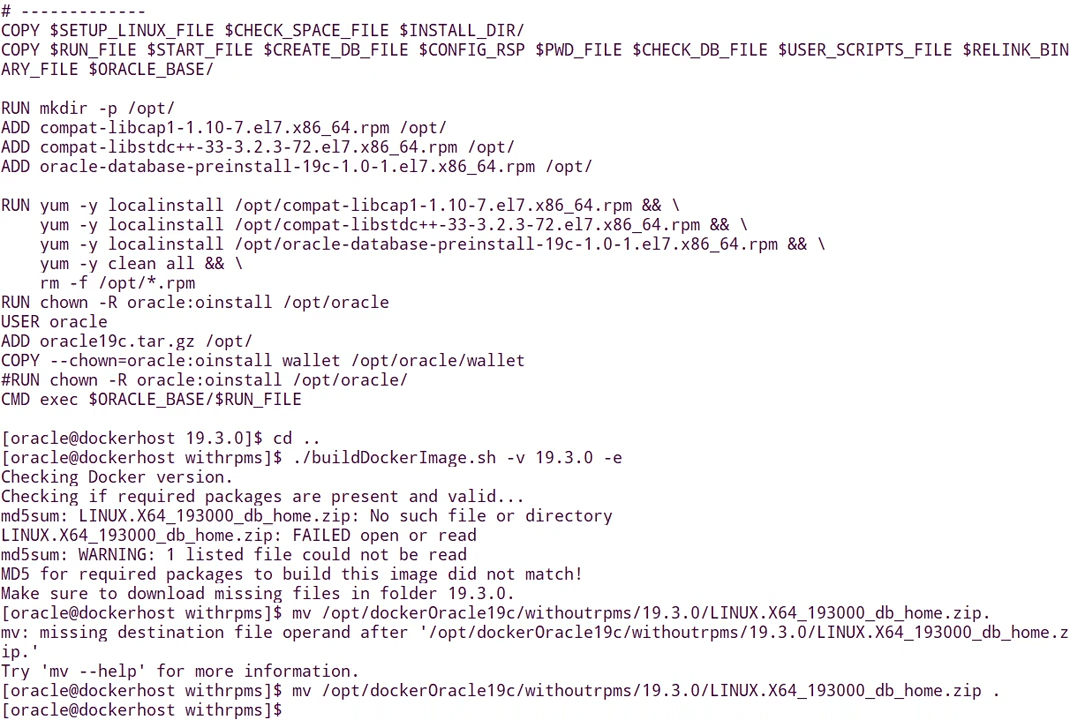 # -------------
COPY $SETUP_LINUX_FILE $CHECK_SPACE_FILE $INSTALL_DIR/
COPY $RUN_FILE $START_FILE $CREATE_DB_FILE $CONFIG_RSP $PWD_FILE $CHECK_DB_FILE $USER_SCRIPTS_FILE $RELINK_BIN
ARY_FILE $ORACLE_BASE/
RUN mkdir -p /opt/
ADD compat-libcap1-1.10-7.el7.x86_64.rpm /opt/
ADD compat-libstdc++-33-3.2.3-72.el7.x86_64.rpm /opt/
ADD oracle-database-preinstall-19c-1.0-1.el7.x86_64.rpm /opt/
RUN yum -y localinstall /opt/compat-libcap1-1.10-7.el7.x86_64.rpm && \
    yum -y localinstall /opt/compat-libstdc++-33-3.2.3-72.el7.x86_64.rpm && \
    yum -y localinstall /opt/oracle-database-preinstall-19c-1.0-1.el7.x86_64.rpm && \
    yum -y clean all && \
    rm -f /opt/*.rpm
RUN chown -R oracle:oinstall /opt/oracle
USER oracle
ADD oracle19c.tar.gz /opt/
COPY --chown=oracle:oinstall wallet /opt/oracle/wallet
#RUN chown -R oracle:oinstall /opt/oracle/
CMD exec $ORACLE_BASE/$RUN_FILE
[oracle@dockerhost 19.3.0]$ cd ..
[oracle@dockerhost withrpms]$ ./buildDockerImage.sh -v 19.3.0 -e
Checking Docker version.
Checking if required packages are present and valid...
md5sum: LINUX.X64_193000_db_home.zip: No such file or directory
LINUX.X64_193000_db_home.zip: FAILED open or read
md5sum: WARNING: 1 listed file could not be read
MD5 for required packages to build this image did not match!
Make sure to download missing files in folder 19.3.0.
[oracle@dockerhost withrpms]$ mv /opt/dockerOracle19c/withoutrpms/19.3.0/LINUX.X64_193000_db_home.zip.
mv: missing destination file operand after '/opt/dockerOracle19c/withoutrpms/19.3.0/LINUX.X64_193000_db_home.z
ip.'
Try 'mv --help' for more information.
[oracle@dockerhost withrpms]$ mv /opt/dockerOracle19c/withoutrpms/19.3.0/LINUX.X64_193000_db_home.zip .
[oracle@dockerhost withrpms]$